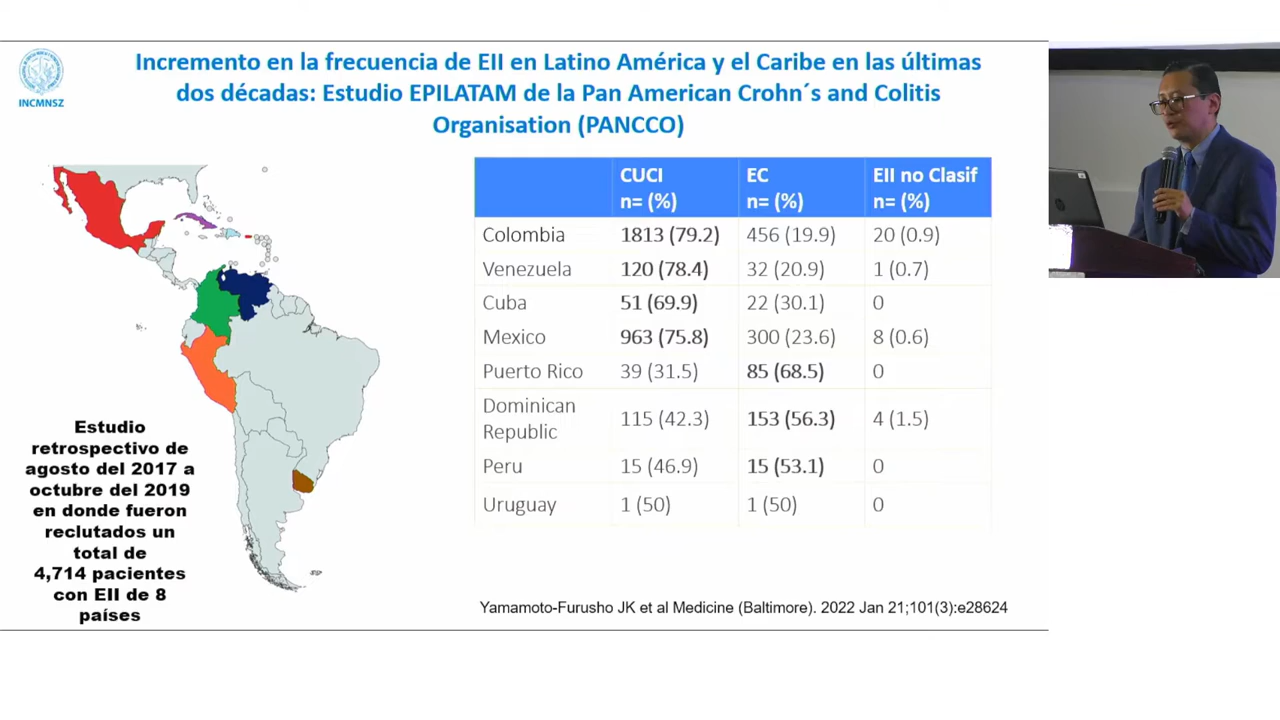 INCMNSZ
Incremento en la frecuencia de EII en Latino América y el Caribe en las últimas
dos décadas: Estudio EPILATAM de la Pan American Crohn´s and Colitis
Organisation (PANCCO)
CUCI n= (%) EC n= (%) EII no Clasif n= (%)
Colombia 1813 (79.2) 456 (19.9) 20 (0.9)
Venezuela 120 (78.4) 32 (20.9) 1 (0.7)
Cuba 51 (69.9) 22 (30.1) 0
Mexico 963 (75.8) 300 (23.6) 8 (0.6)
Puerto Rico 39 (31.5) 85 (68.5) 0
Dominican Republic 115 (42.3) 153 (56.3) 4 (1.5)
Peru 15 (46.9) 15 (53.1) 0
Uruguay 1 (50) 1 (50) 0
Estudio
retrospectivo de
agosto del 2017 a
octubre del 2019
en donde fueron
reclutados un
total de
4,714 pacientes
con EII de 8
países
Yamamoto-Furusho JK et al Medicine (Baltimore). 2022 Jan 21;101(3):e28624